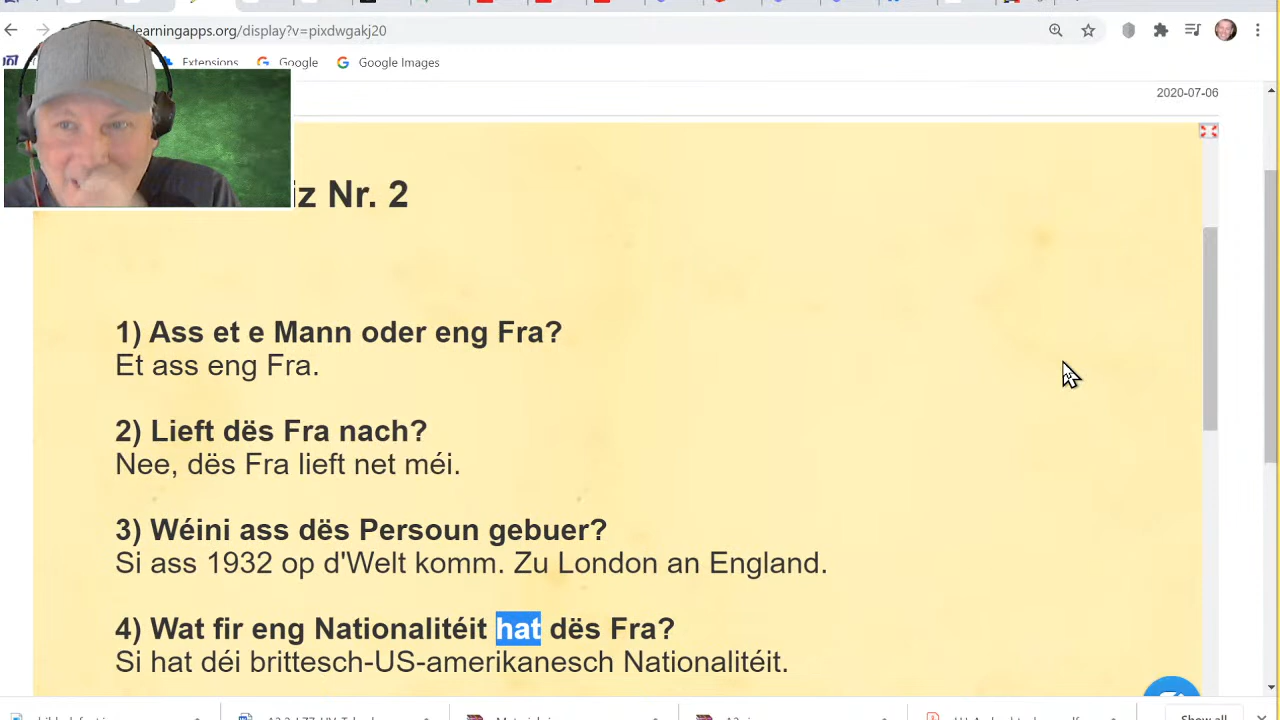 learningapps.org/display?v=pixdwgakj20
Extensions
Google
Google Images
2020-07-06
iz Nr. 2
1) Ass et e Mann oder eng Fra?
Et ass eng Fra.
2) Lieft dës Fra nach?
Nee, dës Fra lieft net méi.
3) Wéini ass dës Persoun gebuer?
Si ass 1932 op d'Welt komm. Zu London an England.
4) Wat fir eng Nationalitéit hat dës Fra?
Si hat déi brittesch-US-amerikanesch Nationalitéit.
Show all